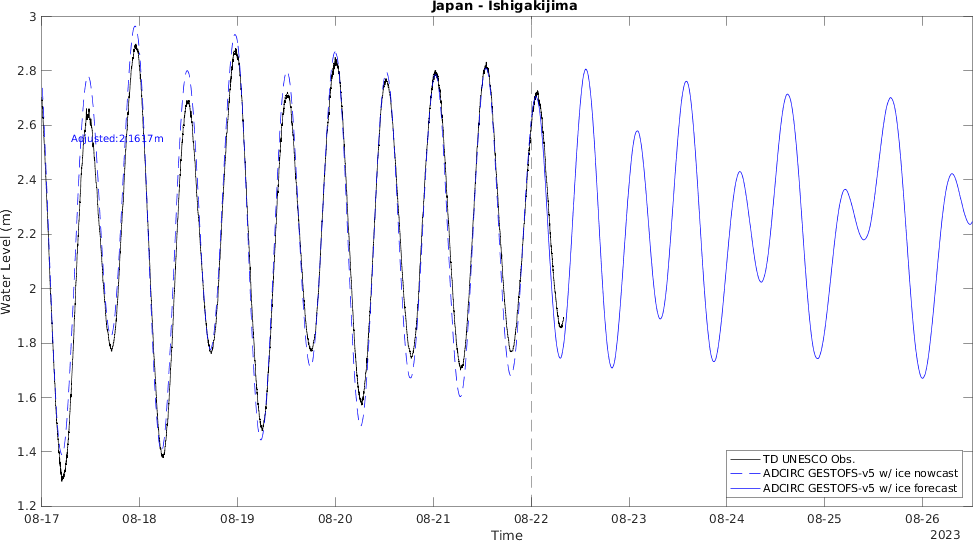 Japan - Ishigakijima
3
2.8
2.6
2.4
2.2
2
1.8
1.6
1.4
1.2
Water Level (m)
Adjusted:2.1617m
TD UNESCO Obs.
ADCIRC GESTOFS-v5 w/ ice nowcast
ADCIRC GESTOFS-v5 w/ ice forecast
08-17 08-18 08-19 08-20 08-21 08-22 08-23 08-24 08-25 08-26
Time
2023